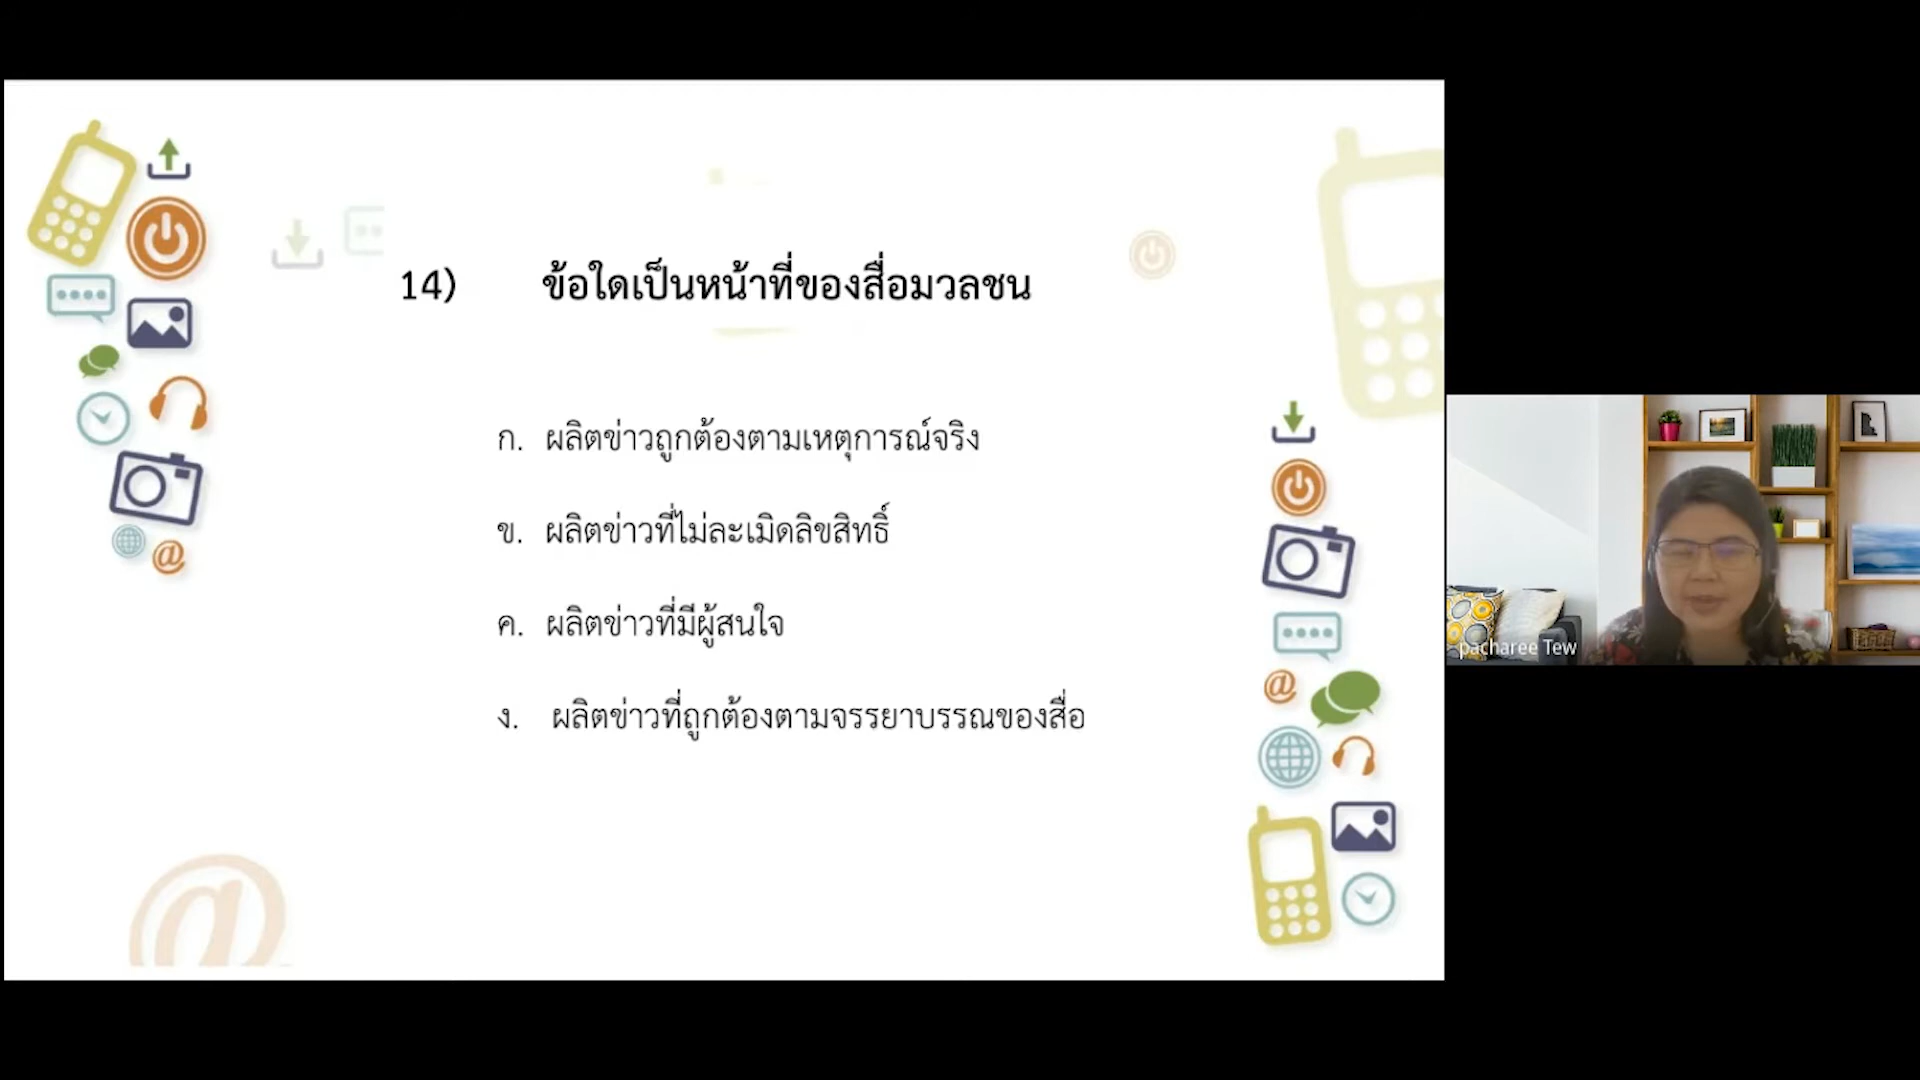 14) ข้อใดเป็นหน้าที่ของสื่อมวลชน
ก. ผลิตข่าวถูกต้องตามเหตุการณ์จริง
ข. ผลิตข่าวที่ไม่ละเมิดลิขสิทธิ์
ค. ผลิตข่าวที่มีผู้สนใจ
ง. ผลิตข่าวที่ถูกต้องตามจรรยาบรรณของสื่อ
pacharee Tew